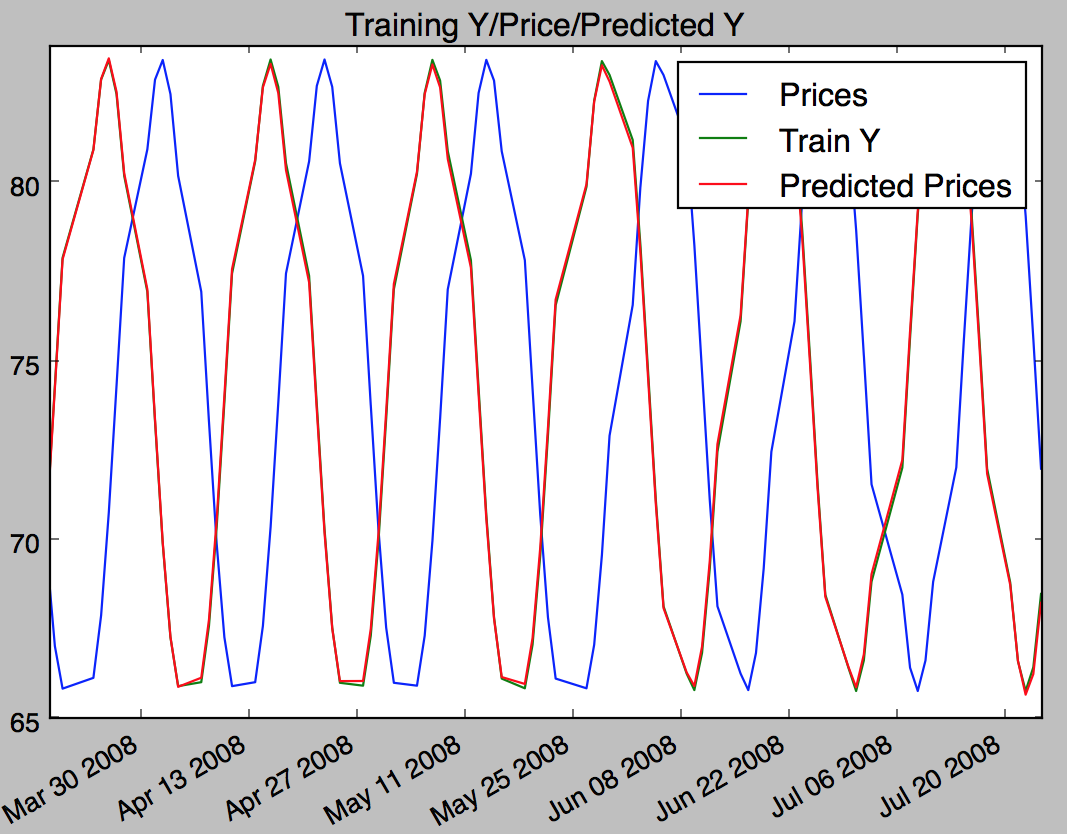 Training Y/Price/Predicted Y
Prices
Train Y
Predicted Prices
80
75
70
65
Mar 30 2008
Apr 13 2008
Apr 27 2008
May 11 2008
May 25 2008
Jun 08 2008
Jun 22 2008
Jul 06 2008
Jul 20 2008